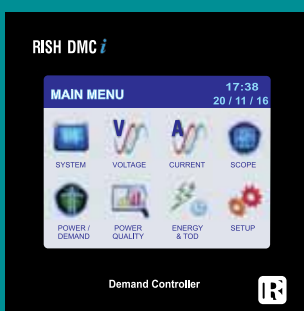 RISH DMC i
MAIN MENU
17:38
20 / 11 / 16
SYSTEM
VOLTAGE
CURRENT
SCOPE
POWER /
DEMAND
POWER
QUALITY
ENERGY
& TOD
SETUP
Demand Controller